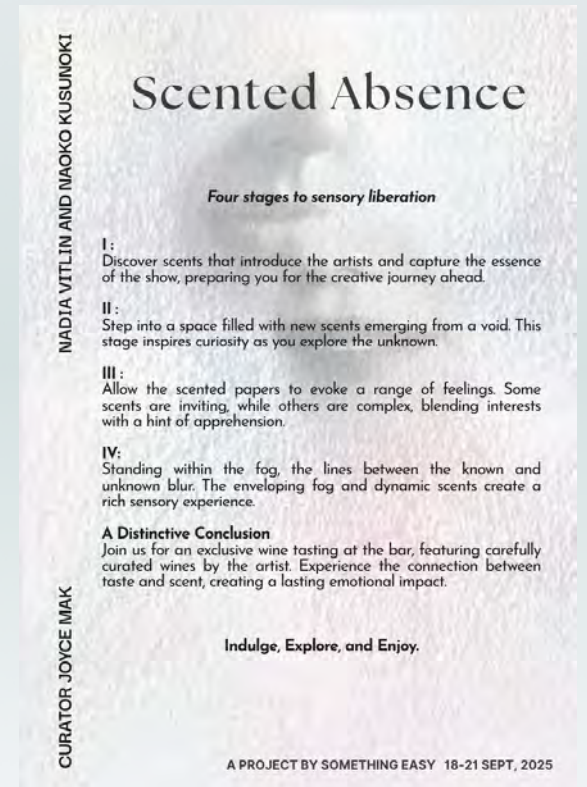 Scented Absence
NADIA VITLIN AND NAOKO KUSUNOKI
Four stages to sensory liberation
I :
Discover scents that introduce the artists and capture the essence
of the show, preparing you for the creative journey ahead.
II :
Step into a space filled with new scents emerging from a void. This
stage inspires curiosity as you explore the unknown.
III :
Allow the scented papers to evoke a range of feelings. Some
scents are inviting, while others are complex, blending interests
with a hint of apprehension.
IV:
Standing within the fog, the lines between the known and
unknown blur. The enveloping fog and dynamic scents create a
rich sensory experience.
A Distinctive Conclusion
Join us for an exclusive wine tasting at the bar, featuring carefully
curated wines by the artist. Experience the connection between
taste and scent, creating a lasting emotional impact.
Indulge, Explore, and Enjoy.
CURATOR JOYCE MAK
A PROJECT BY SOMETHING EASY 18-21 SEPT, 2025